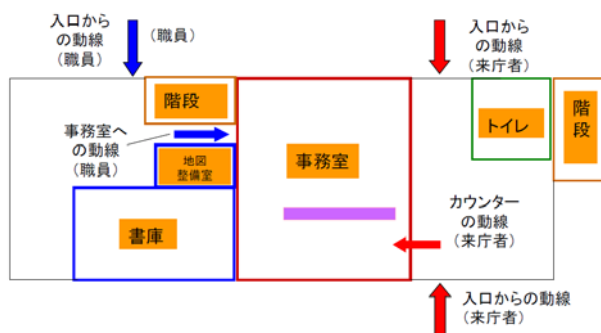 入口から
の動線
(職員)
(職員)
入口から
の動線
(来庁者)
階段
トイレ
階
段
事務室へ
の動線
(職員)
地図
整備室
事務室
書庫
カウンター
の動線
(来庁者)
入口からの動線
(来庁者)